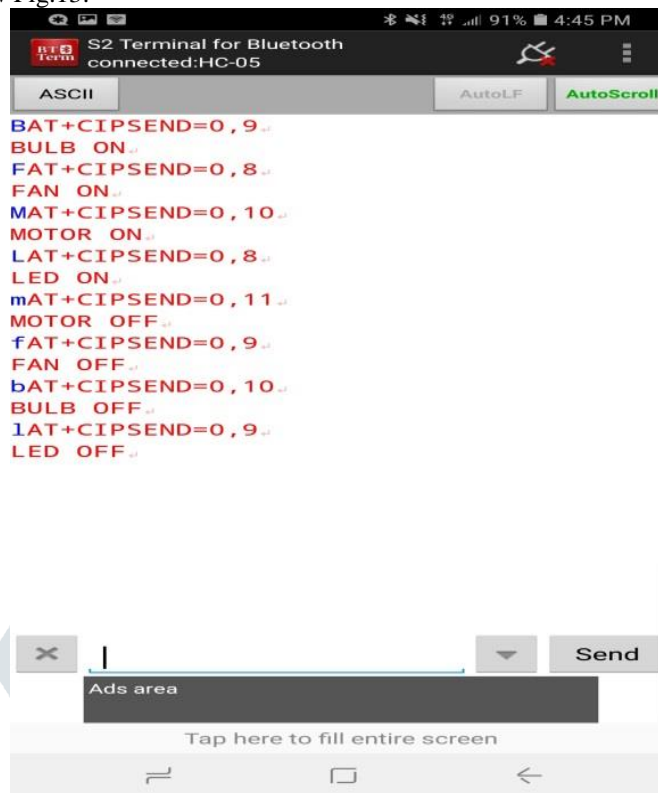 Fig.13.
91% 4:45 PM
BT Term
S2 Terminal for Bluetooth
connected:HC-05
ASCII
AutoLF
AutoScroll
BAT+CIPSEND=0,9
BULB ON
FAT+CIPSEND=0,8
FAN ON
MAT+CIPSEND=0,10
MOTOR ON
LAT+CIPSEND=0,8
LED ON
mAT+CIPSEND=0,11
MOTOR OFF
fAT+CIPSEND=0,9
FAN OFF
bAT+CIPSEND=0,10
BULB OFF
lAT+CIPSEND=0,9
LED OFF
Send
Ads area
Tap here to fill entire screen